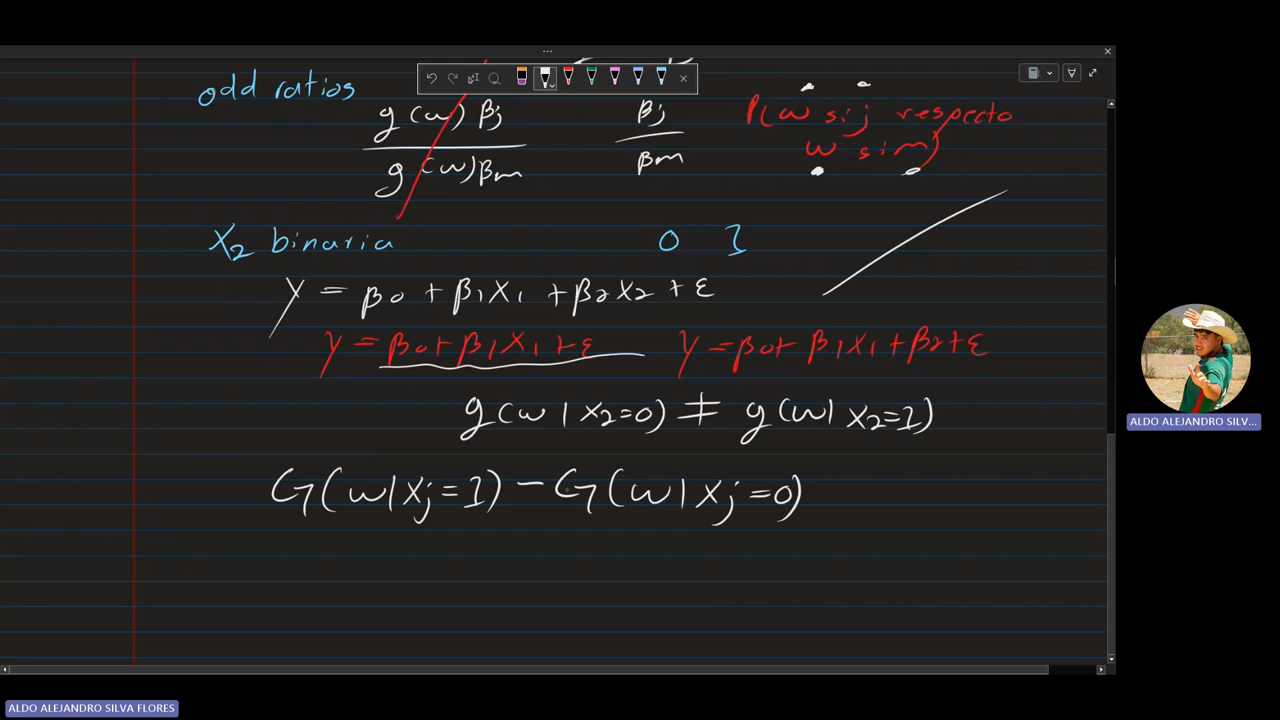 odd ratios
g(w) βj
g(w) βm
βj
βm
P(w si j respecto
w si m)
X2 binaria 0 1
Y = β0 + β1X1 + β2X2 + ε
Y = β0 + β1X1 + ε Y = β0 + β1X1 + β2 + ε
g(w | X2=0) ≠ g(w | X2=1)
G(w | Xj=1) − G(w | Xj=0)
ALDO ALEJANDRO SILV...
ALDO ALEJANDRO SILVA FLORES